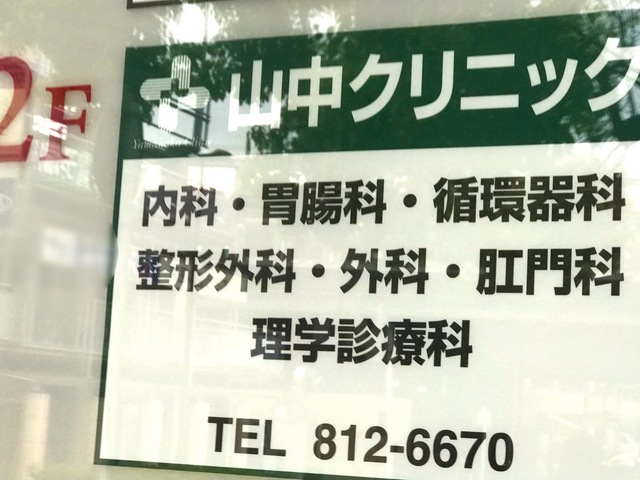 2F
山中クリニック
内科・胃腸科・循環器科
整形外科・外科・肛門科
理学診療科
TEL 812-6670